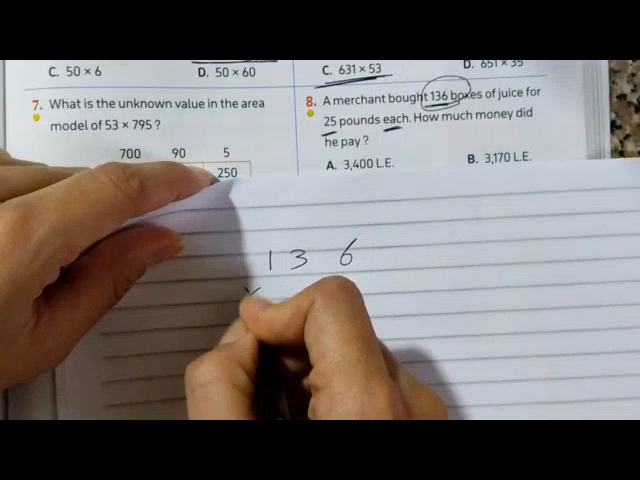 C. 50 × 6
D. 50 × 60
C. 631 × 53
D. 651 × 35
7. What is the unknown value in the area
model of 53 × 795 ?
700 90 5
250
8. A merchant bought 136 boxes of juice for
25 pounds each. How much money did
he pay ?
A. 3,400 L.E.
B. 3,170 L.E.
1 3 6
×